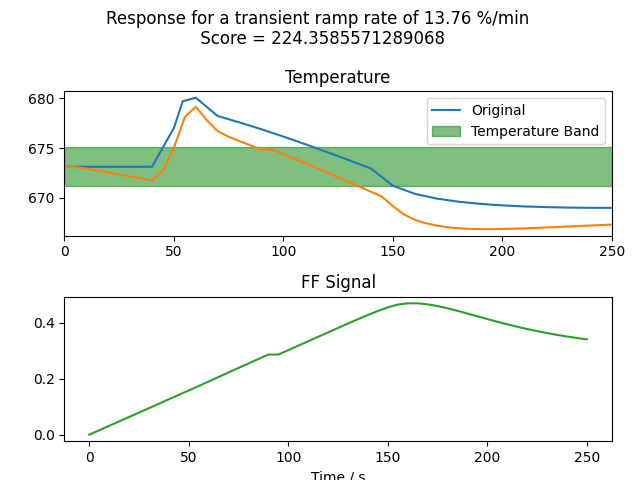 Response for a transient ramp rate of 13.76 %/min
Score = 224.3585571289068
Temperature
680
675
670
Original
Temperature Band
0 50 100 150 200 250
FF Signal
0.4
0.2
0.0
0 50 100 150 200 250
Time / s